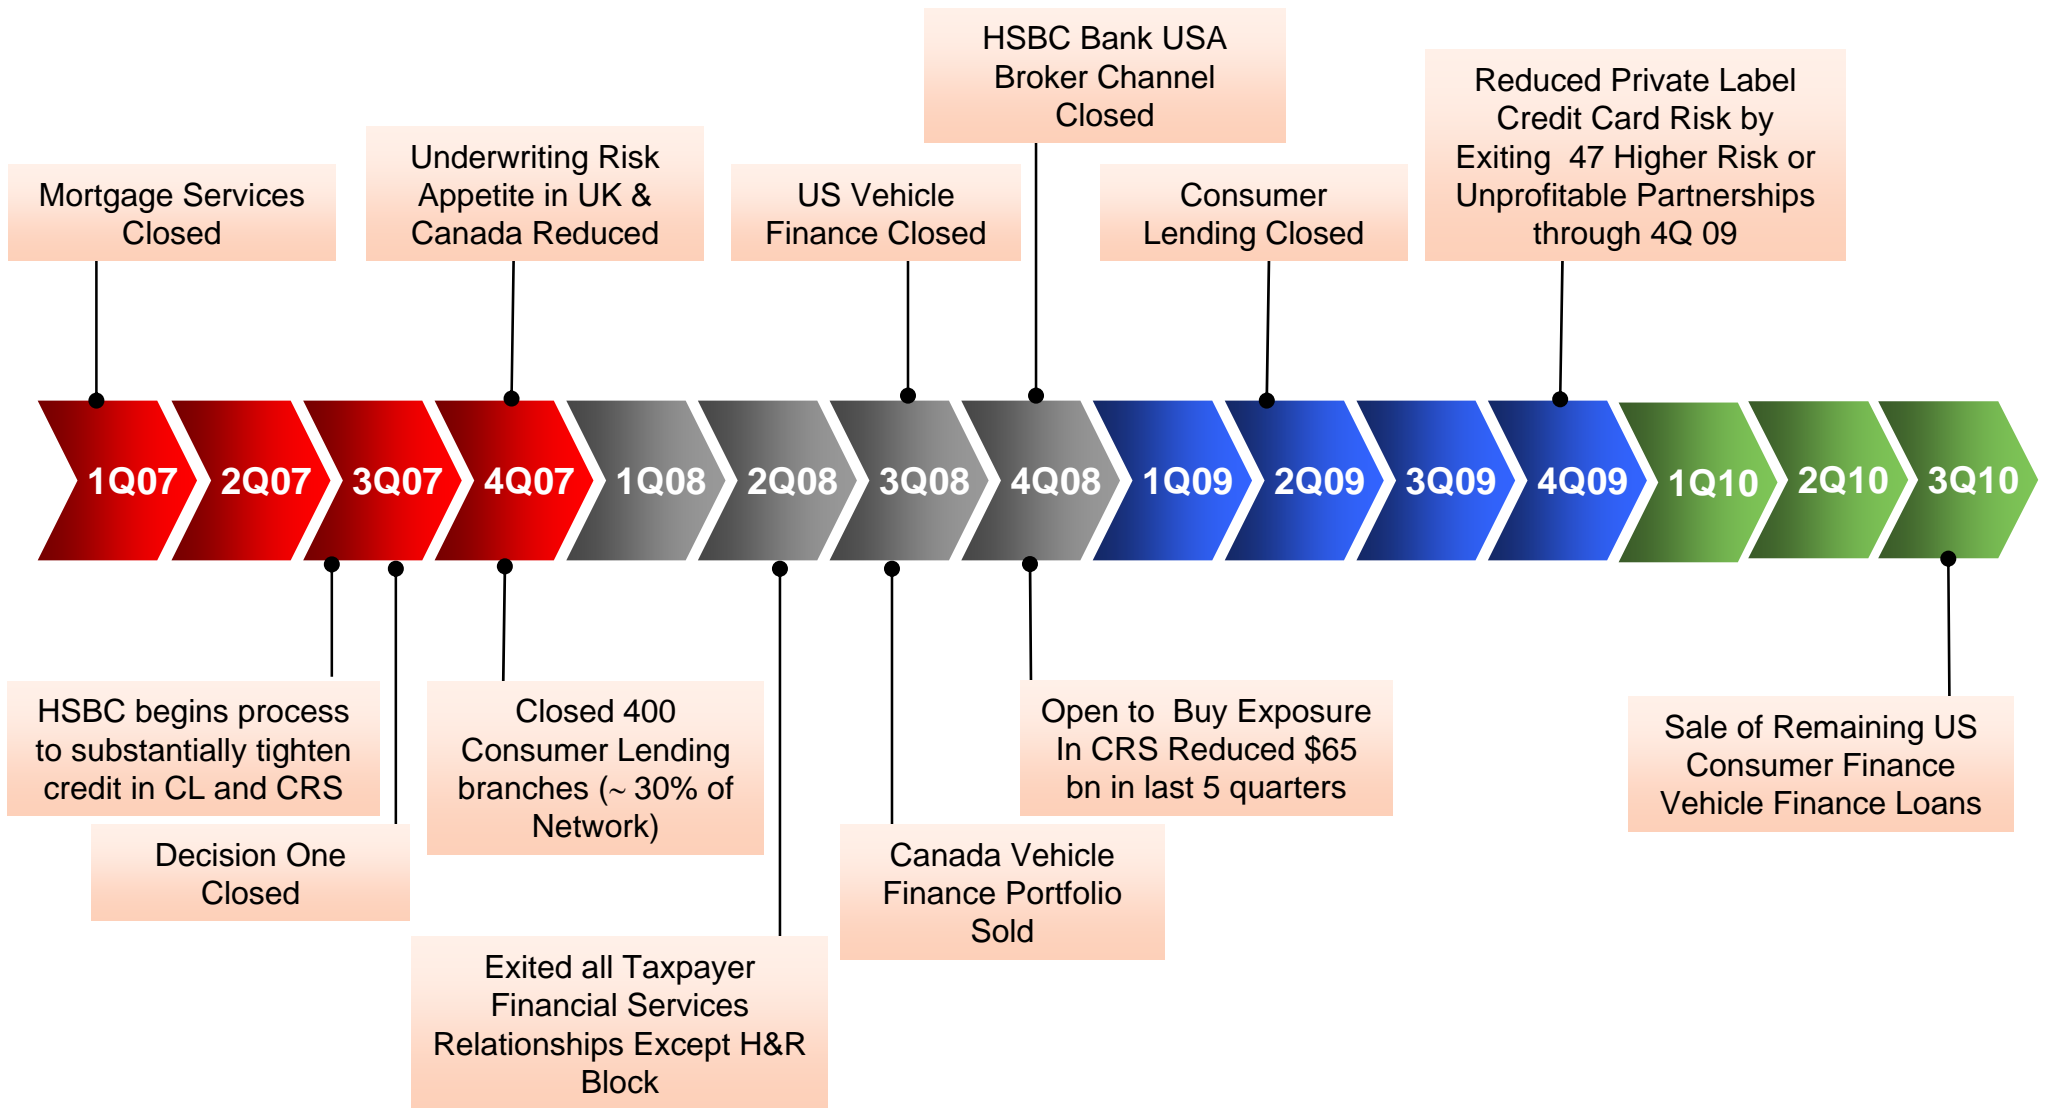 HSBC Bank USA
Broker Channel
Closed
Reduced Private Label
Credit Card Risk by
Exiting  47 Higher Risk or
Unprofitable Partnerships
through 4Q 09
Underwriting Risk
Appetite in UK &
Canada Reduced
Mortgage Services
Closed
US Vehicle
Finance Closed
Consumer
Lending Closed
1Q07
2Q07
3Q07
4Q07
1Q08
2Q08
3Q08
4Q08
1Q09
2Q09
3Q09
4Q09
1Q10
2Q10
3Q10
HSBC begins process
to substantially tighten
credit in CL and CRS
Closed 400
Consumer Lending
branches (~ 30% of
Network)
Open to  Buy Exposure
In CRS Reduced $65
bn in last 5 quarters
Sale of Remaining US
Consumer Finance
Vehicle Finance Loans
Decision One
Closed
Canada Vehicle
Finance Portfolio
Sold
Exited all Taxpayer
Financial Services
Relationships Except H&R
Block